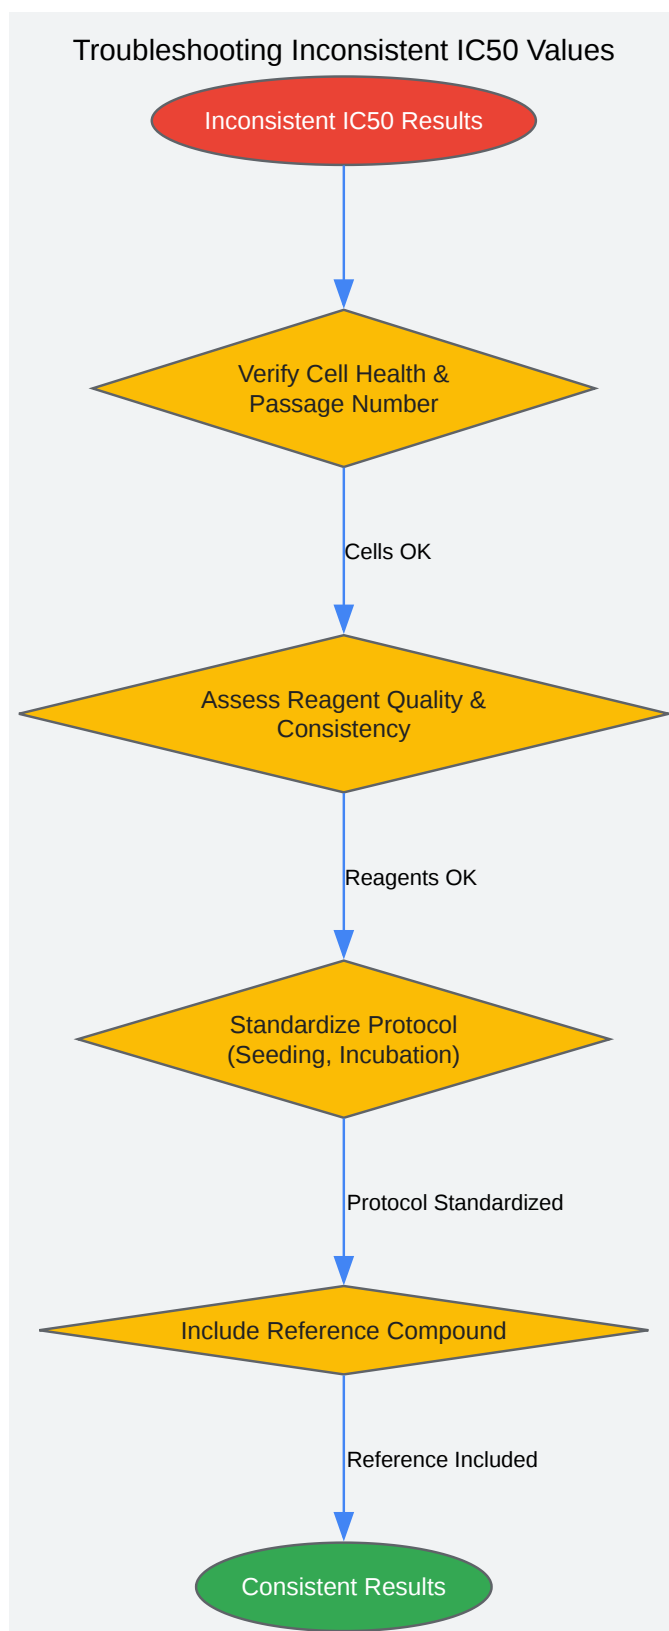 Troubleshooting Inconsistent IC50 Values
Inconsistent IC50 Results
Verify Cell Health &
Passage Number
Cells OK
Assess Reagent Quality &
Consistency
Reagents OK
Standardize Protocol
(Seeding, Incubation)
Protocol Standardized
Include Reference Compound
Reference Included
Consistent Results